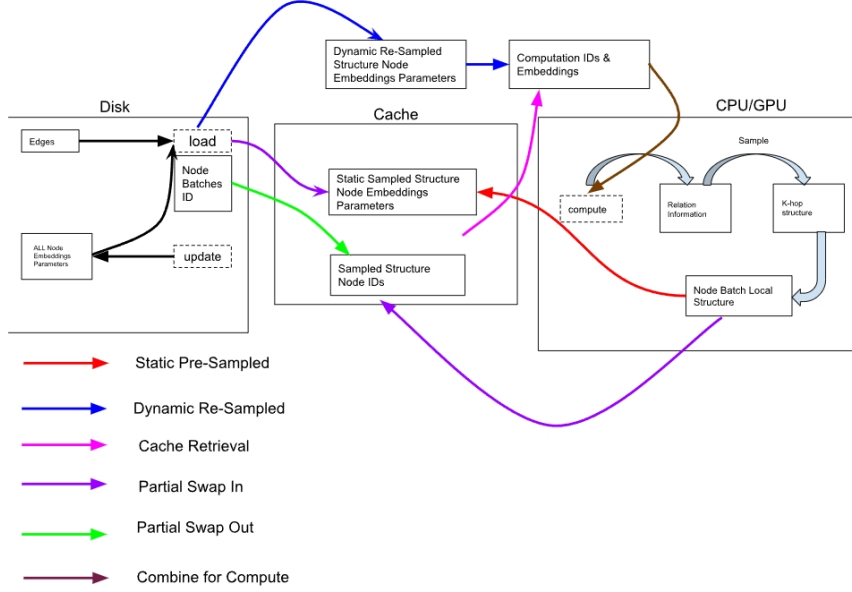 Dynamic Re-Sampled
Structure Node
Embeddings Parameters
Computation IDs &
Embeddings
Disk
Cache
CPU/GPU
Edges
load
Node
Batches
ID
ALL Node
Embeddings
Parameters
update
Static Sampled Structure
Node Embeddings
Parameters
Sampled Structure
Node IDs
Sample
compute
Relation
Information
K-hop
structure
Node Batch Local
Structure
Static Pre-Sampled
Dynamic Re-Sampled
Cache Retrieval
Partial Swap In
Partial Swap Out
Combine for Compute